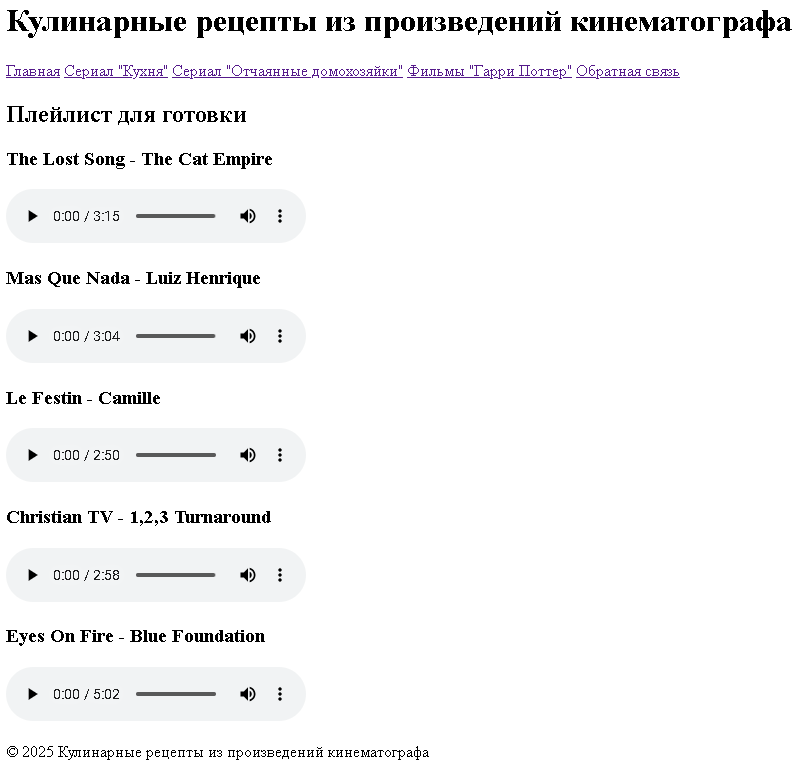 Кулинарные рецепты из произведений кинематографа
Главная Сериал "Кухня" Сериал "Отчаянные домохозяйки" Фильмы "Гарри Поттер" Обратная связь
Плейлист для готовки
The Lost Song - The Cat Empire
0:00 / 3:15
Mas Que Nada - Luiz Henrique
0:00 / 3:04
Le Festin - Camille
0:00 / 2:50
Christian TV - 1,2,3 Turnaround
0:00 / 2:58
Eyes On Fire - Blue Foundation
0:00 / 5:02
© 2025 Кулинарные рецепты из произведений кинематографа